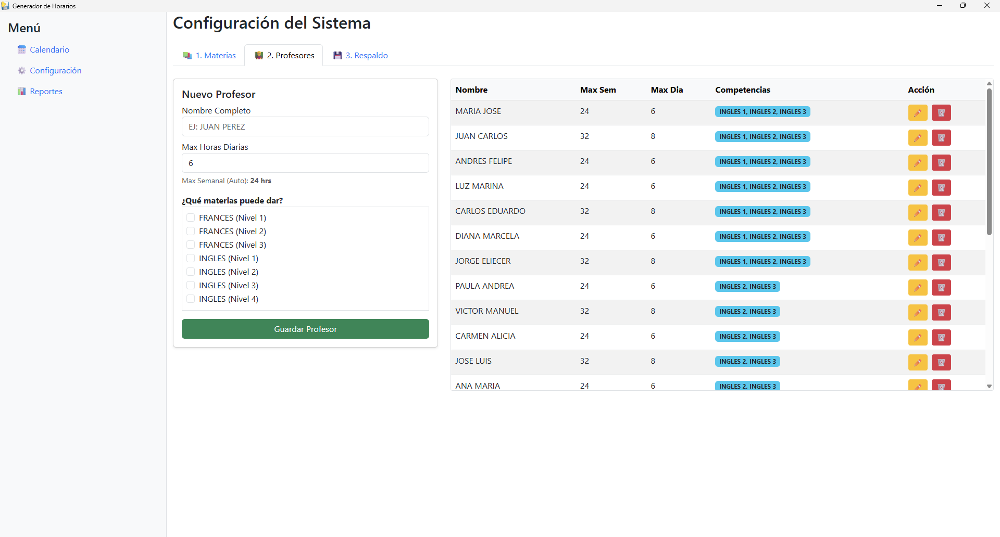 Generador de Horarios
Menú
Calendario
Configuración
Reportes
Configuración del Sistema
1. Materias
2. Profesores
3. Respaldo
Nuevo Profesor
Nombre Completo
EJ: JUAN PEREZ
Max Horas Diarias
6
Max Semanal (Auto): 24 hrs
¿Qué materias puede dar?
FRANCES (Nivel 1)
FRANCES (Nivel 2)
FRANCES (Nivel 3)
INGLES (Nivel 1)
INGLES (Nivel 2)
INGLES (Nivel 3)
INGLES (Nivel 4)
Guardar Profesor
Nombre Max Sem Max Dia Competencias Acción
MARIA JOSE 24 6 INGLES 1, INGLES 2, INGLES 3
JUAN CARLOS 32 8 INGLES 1, INGLES 2, INGLES 3
ANDRES FELIPE 24 6 INGLES 1, INGLES 2, INGLES 3
LUZ MARINA 24 6 INGLES 1, INGLES 2, INGLES 3
CARLOS EDUARDO 32 8 INGLES 1, INGLES 2, INGLES 3
DIANA MARCELA 24 6 INGLES 1, INGLES 2, INGLES 3
JORGE ELIECER 32 8 INGLES 1, INGLES 2, INGLES 3
PAULA ANDREA 24 6 INGLES 2, INGLES 3
VICTOR MANUEL 32 8 INGLES 2, INGLES 3
CARMEN ALICIA 24 6 INGLES 2, INGLES 3
JOSE LUIS 32 8 INGLES 2, INGLES 3
ANA MARIA 24 6 INGLES 2, INGLES 3